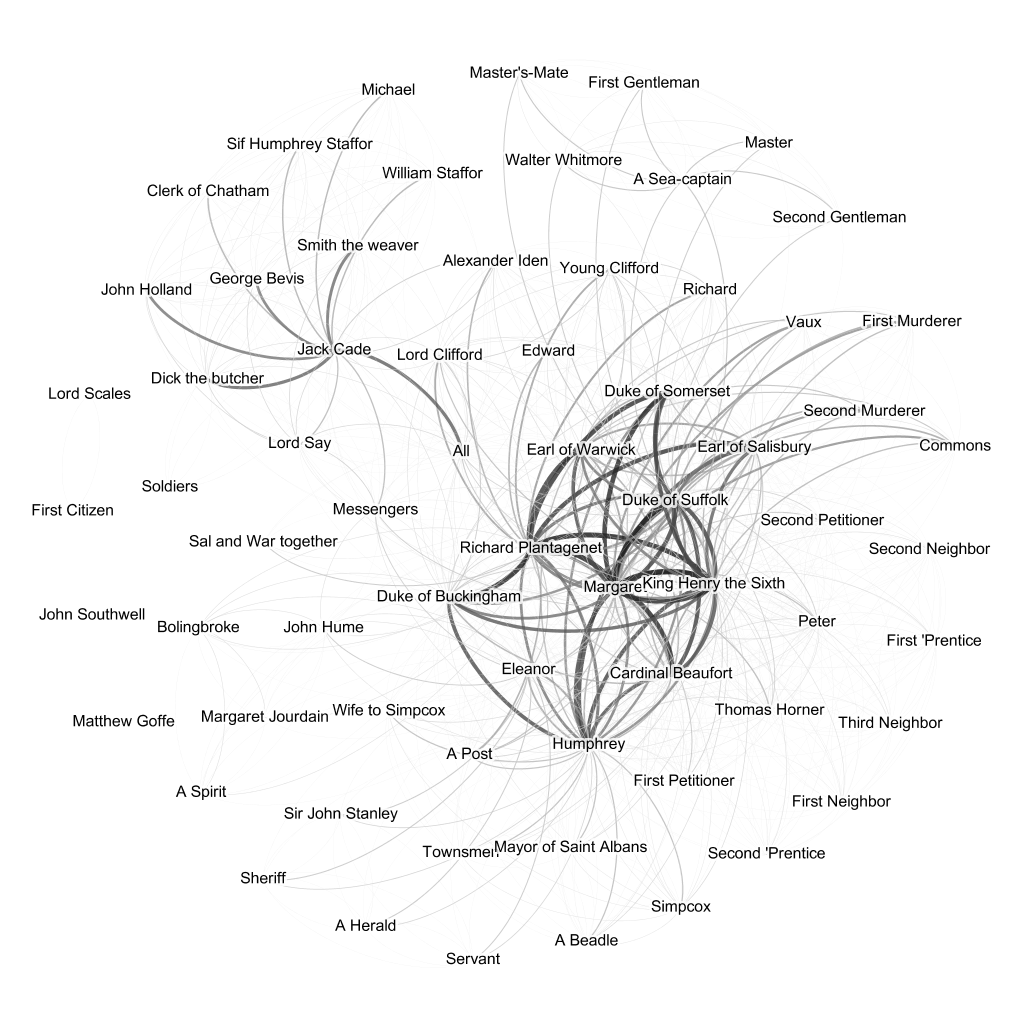 Master's-Mate
First Gentleman
Michael
Sif Humphrey Staffor
Master
Walter Whitmore
William Staffor
A Sea-captain
Clerk of Chatham
Second Gentleman
Smith the weaver
Alexander Iden
Young Clifford
George Bevis
John Holland
Richard
Vaux
First Murderer
Jack Cade
Lord Clifford
Edward
Dick the butcher
Lord Scales
Duke of Somerset
Second Murderer
Lord Say
All
Earl of Warwick
Earl of Salisbury
Commons
Soldiers
Duke of Suffolk
First Citizen
Messengers
Second Petitioner
Sal and War together
Richard Plantagenet
Second Neighbor
Margaret
King Henry the Sixth
Duke of Buckingham
John Southwell
Bolingbroke
John Hume
Peter
First 'Prentice
Eleanor
Cardinal Beaufort
Matthew Goffe
Margaret Jourdain
Wife to Simpcox
Thomas Horner
Third Neighbor
A Post
Humphrey
First Petitioner
A Spirit
First Neighbor
Sir John Stanley
Townsmen
Mayor of Saint Albans
Second 'Prentice
Sheriff
Simpcox
A Herald
A Beadle
Servant